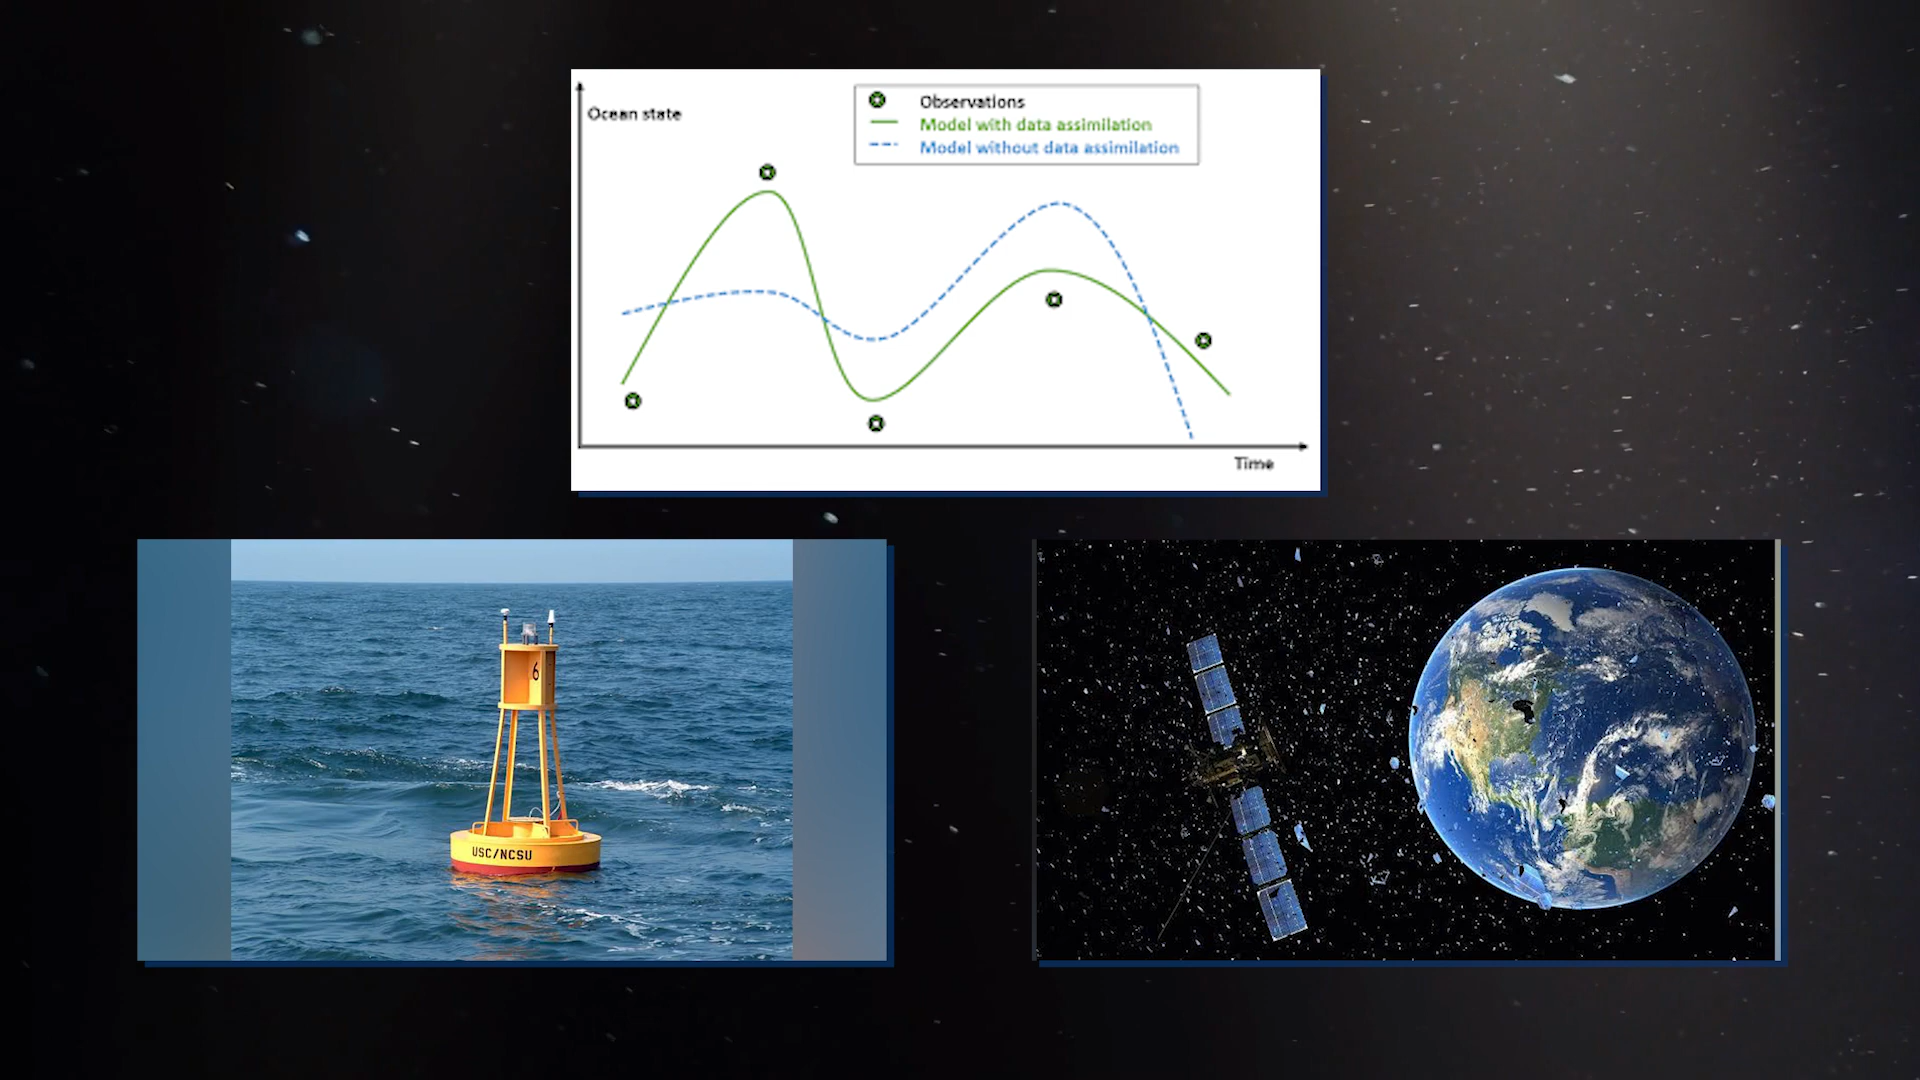 Ocean state
Observations
Model with data assimilation
Model without data assimilation
Time
6
USC/NCSU